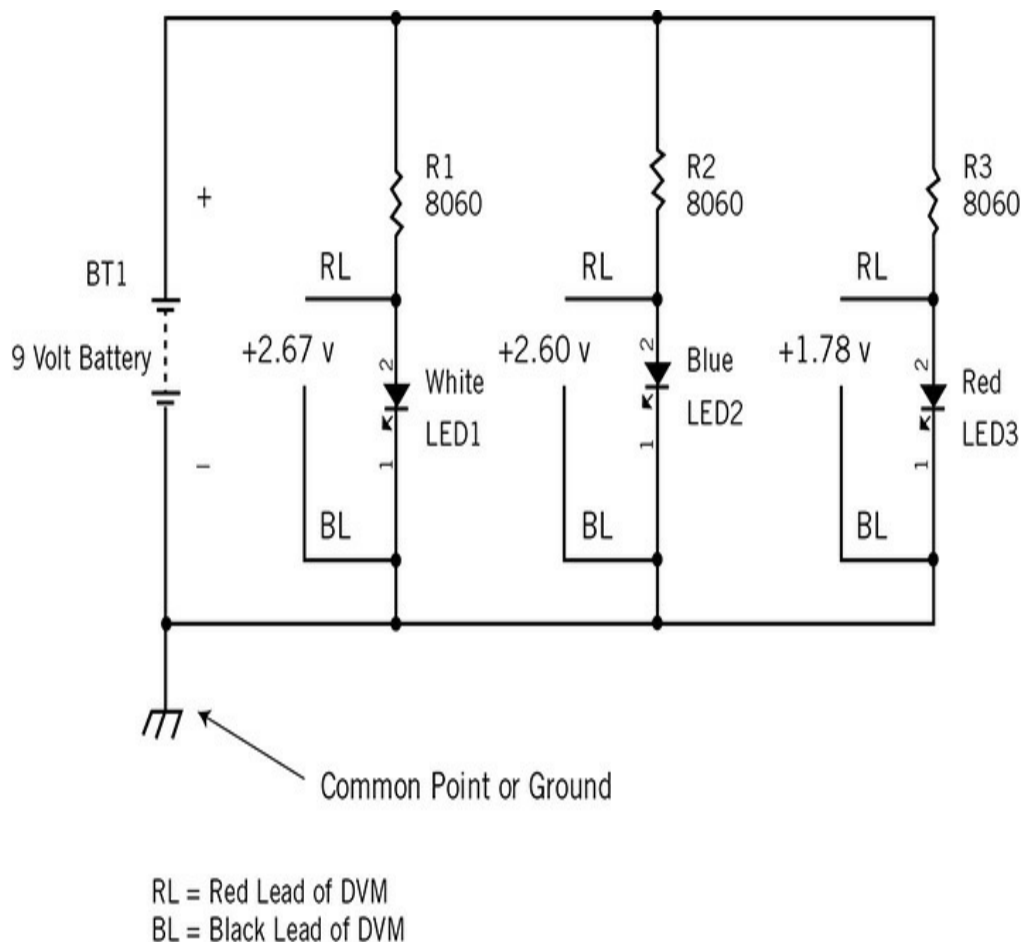 R1
8060
R2
8060
R3
8060
+
BT1
9 Volt Battery
−
RL
+2.67 v
BL
2
White
LED1
1
RL
+2.60 v
BL
2
Blue
LED2
1
RL
+1.78 v
BL
2
Red
LED3
1
Common Point or Ground
RL = Red Lead of DVM
BL = Black Lead of DVM